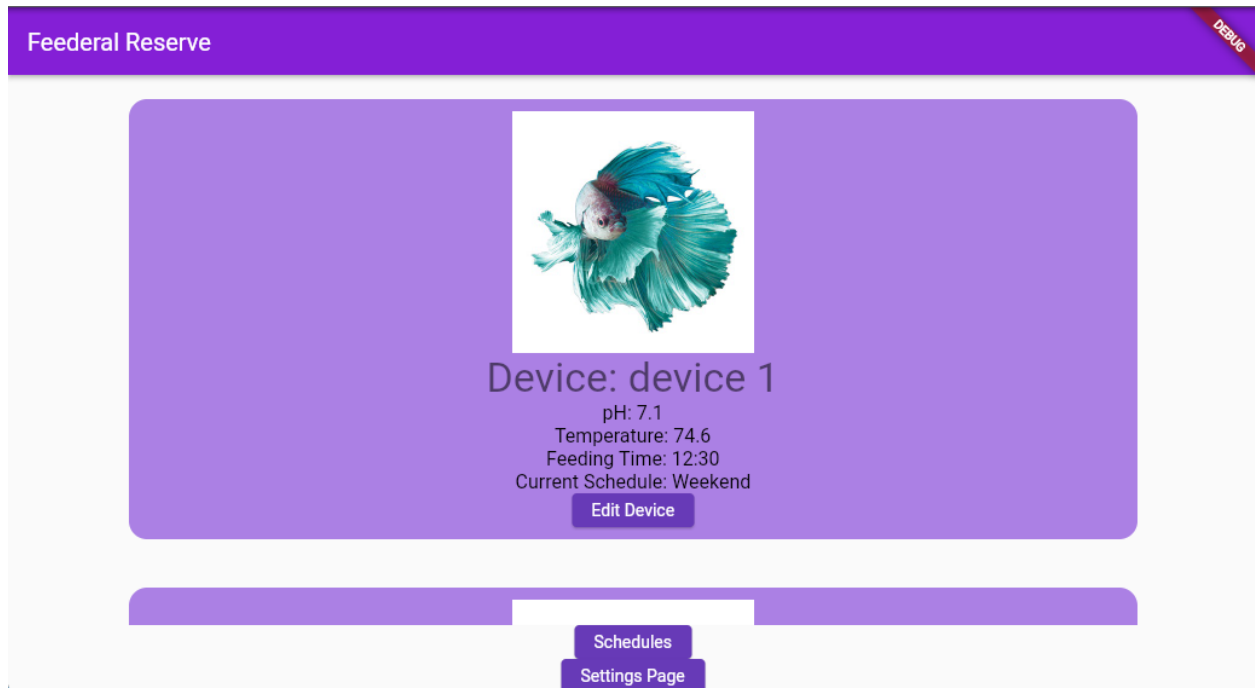 Feederal Reserve
DEBUG
Device: device 1
pH: 7.1
Temperature: 74.6
Feeding Time: 12:30
Current Schedule: Weekend
Edit Device
Schedules
Settings Page